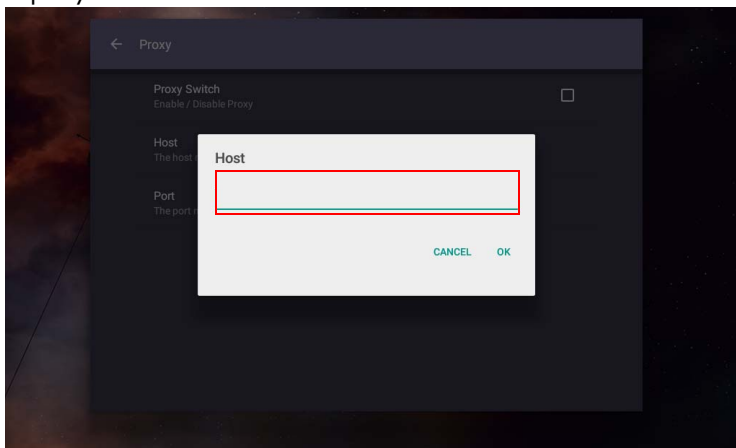 Proxy
Proxy Switch
Enable / Disable Proxy
Host
The host
Host
Port
The port
CANCEL OK